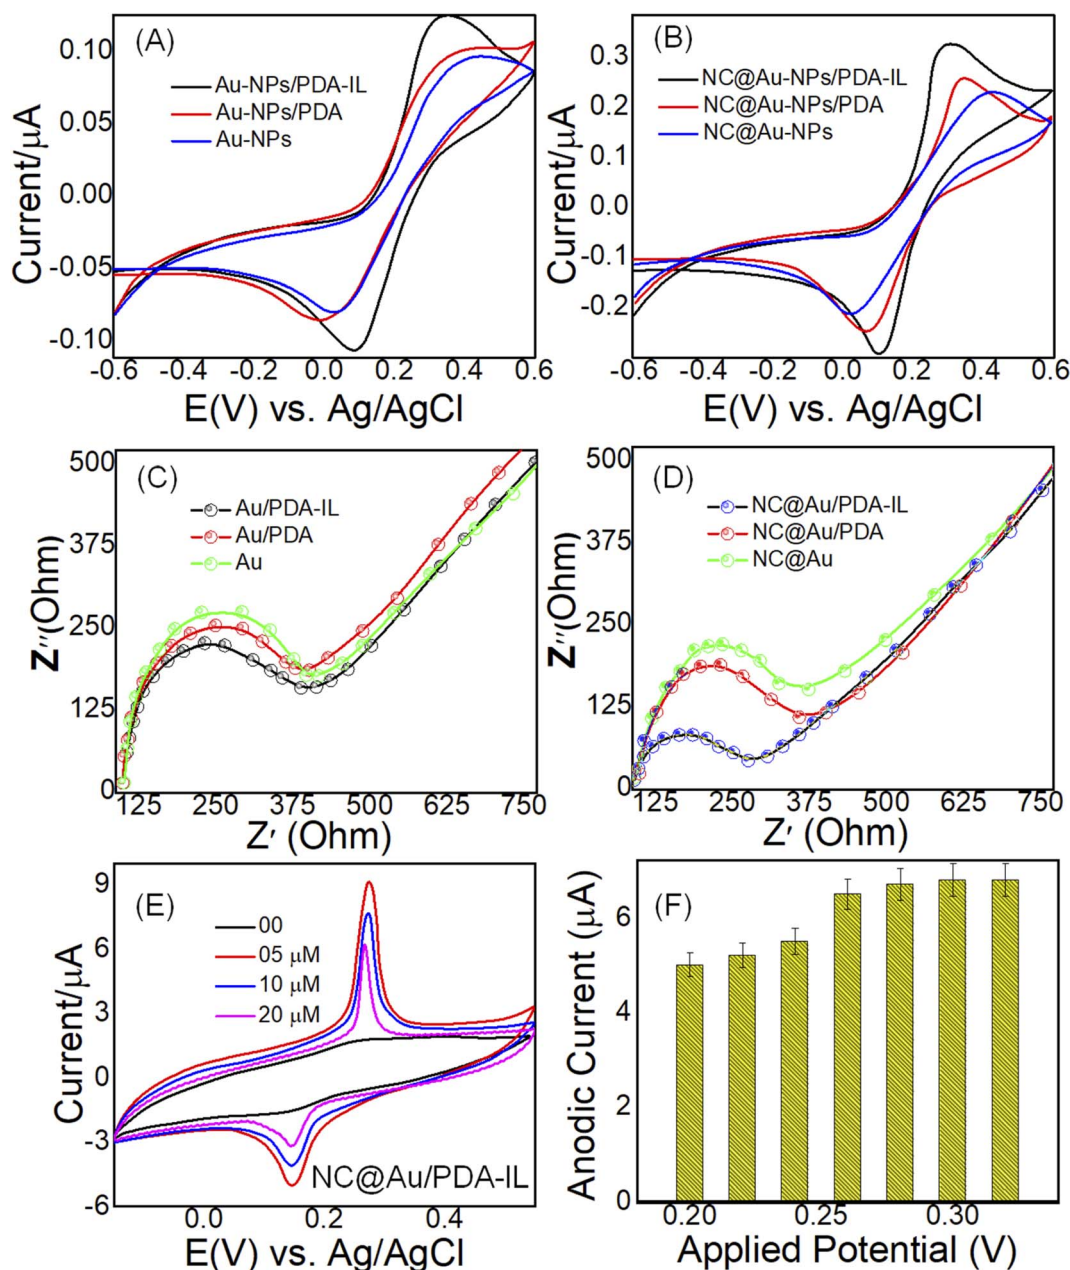 (A)
Au-NPs/PDA-IL
Au-NPs/PDA
Au-NPs
0.10
0.05
0.00
-0.05
-0.10
Current/μA
-0.6 -0.4 -0.2 0.0 0.2 0.4 0.6
E(V) vs. Ag/AgCl
(B)
NC@Au-NPs/PDA-IL
NC@Au-NPs/PDA
NC@Au-NPs
0.3
0.2
0.1
0.0
-0.1
-0.2
Current/μA
-0.6 -0.4 -0.2 0.0 0.2 0.4 0.6
E(V) vs. Ag/AgCl
(C)
Au/PDA-IL
Au/PDA
Au
500
375
250
125
0
Z′′(Ohm)
125 250 375 500 625 750
Z′ (Ohm)
(D)
NC@Au/PDA-IL
NC@Au/PDA
NC@Au
500
375
250
125
0
Z′′(Ohm)
125 250 375 500 625 750
Z′ (Ohm)
(E)
00
05 μM
10 μM
20 μM
9
6
3
0
-3
-6
Current/μA
NC@Au/PDA-IL
0.0 0.2 0.4
E(V) vs. Ag/AgCl
(F)
6
4
2
0
Anodic Current (μA)
0.20 0.25 0.30
Applied Potential (V)